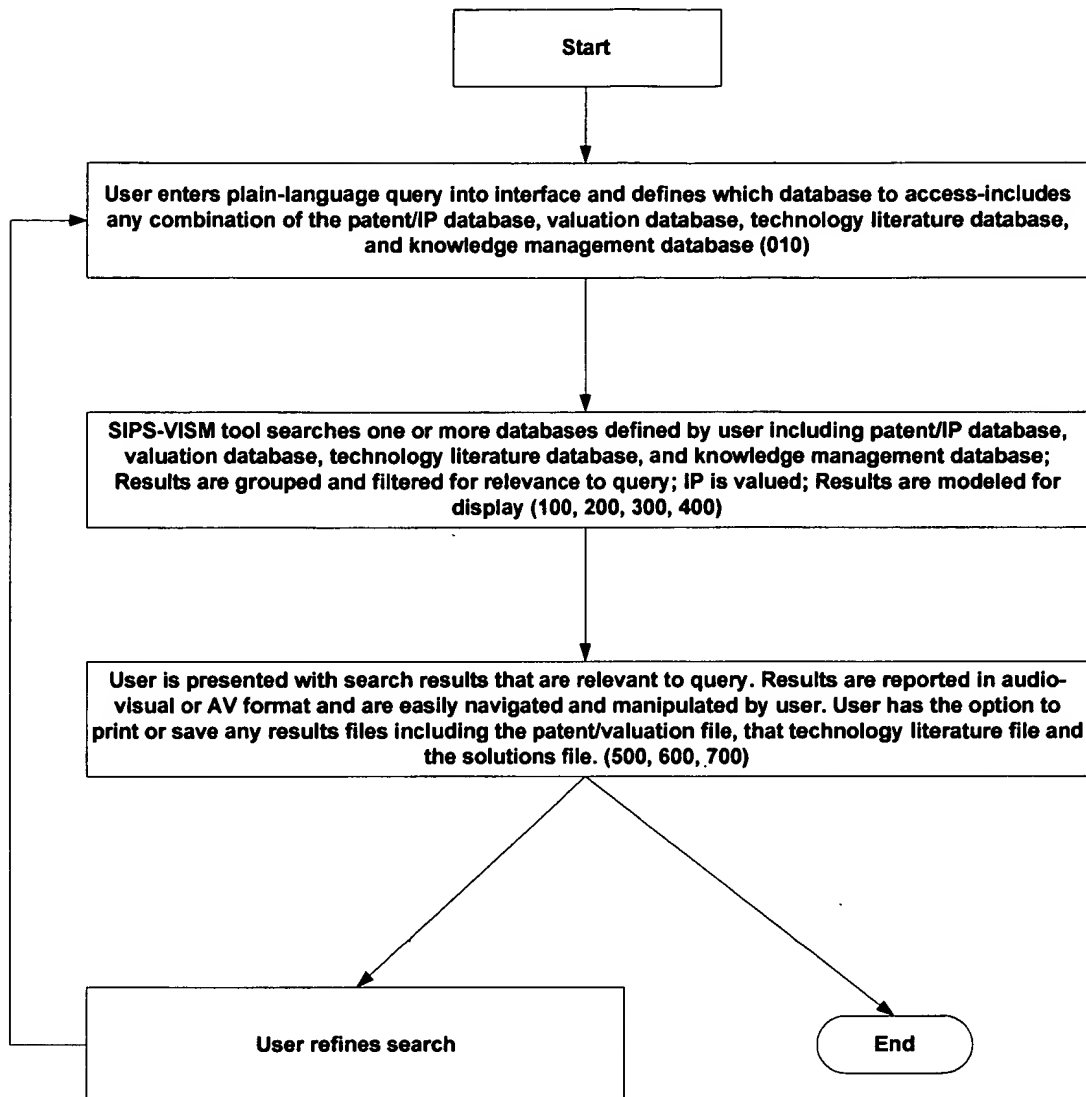 Start
User enters plain-language query into interface and defines which database to access-includes
any combination of the patent/IP database, valuation database, technology literature database,
and knowledge management database (010)
SIPS-VISM tool searches one or more databases defined by user including patent/IP database,
valuation database, technology literature database, and knowledge management database;
Results are grouped and filtered for relevance to query; IP is valued; Results are modeled for
display (100, 200, 300, 400)
User is presented with search results that are relevant to query. Results are reported in audio-
visual or AV format and are easily navigated and manipulated by user. User has the option to
print or save any results files including the patent/valuation file, that technology literature file and
the solutions file. (500, 600, 700)
User refines search
End